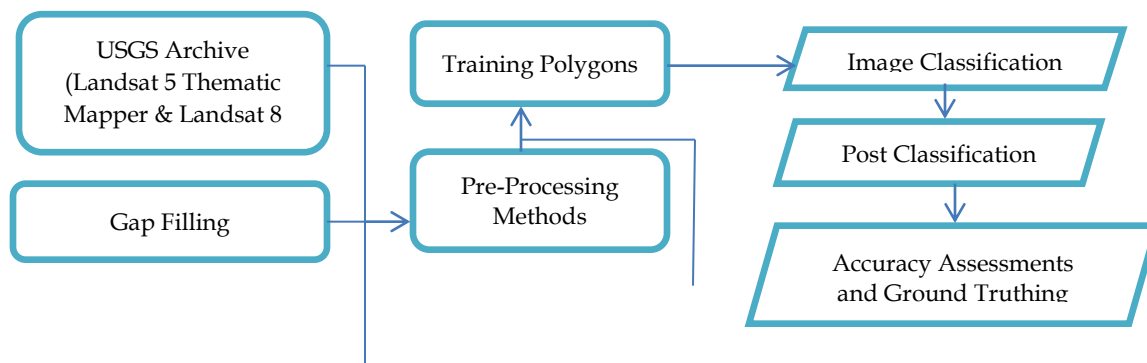 USGS Archive
(Landsat 5 Thematic
Mapper & Landsat 8
Gap Filling
Training Polygons
Pre-Processing
Methods
Image Classification
Post Classification
Accuracy Assessments
and Ground Truthing